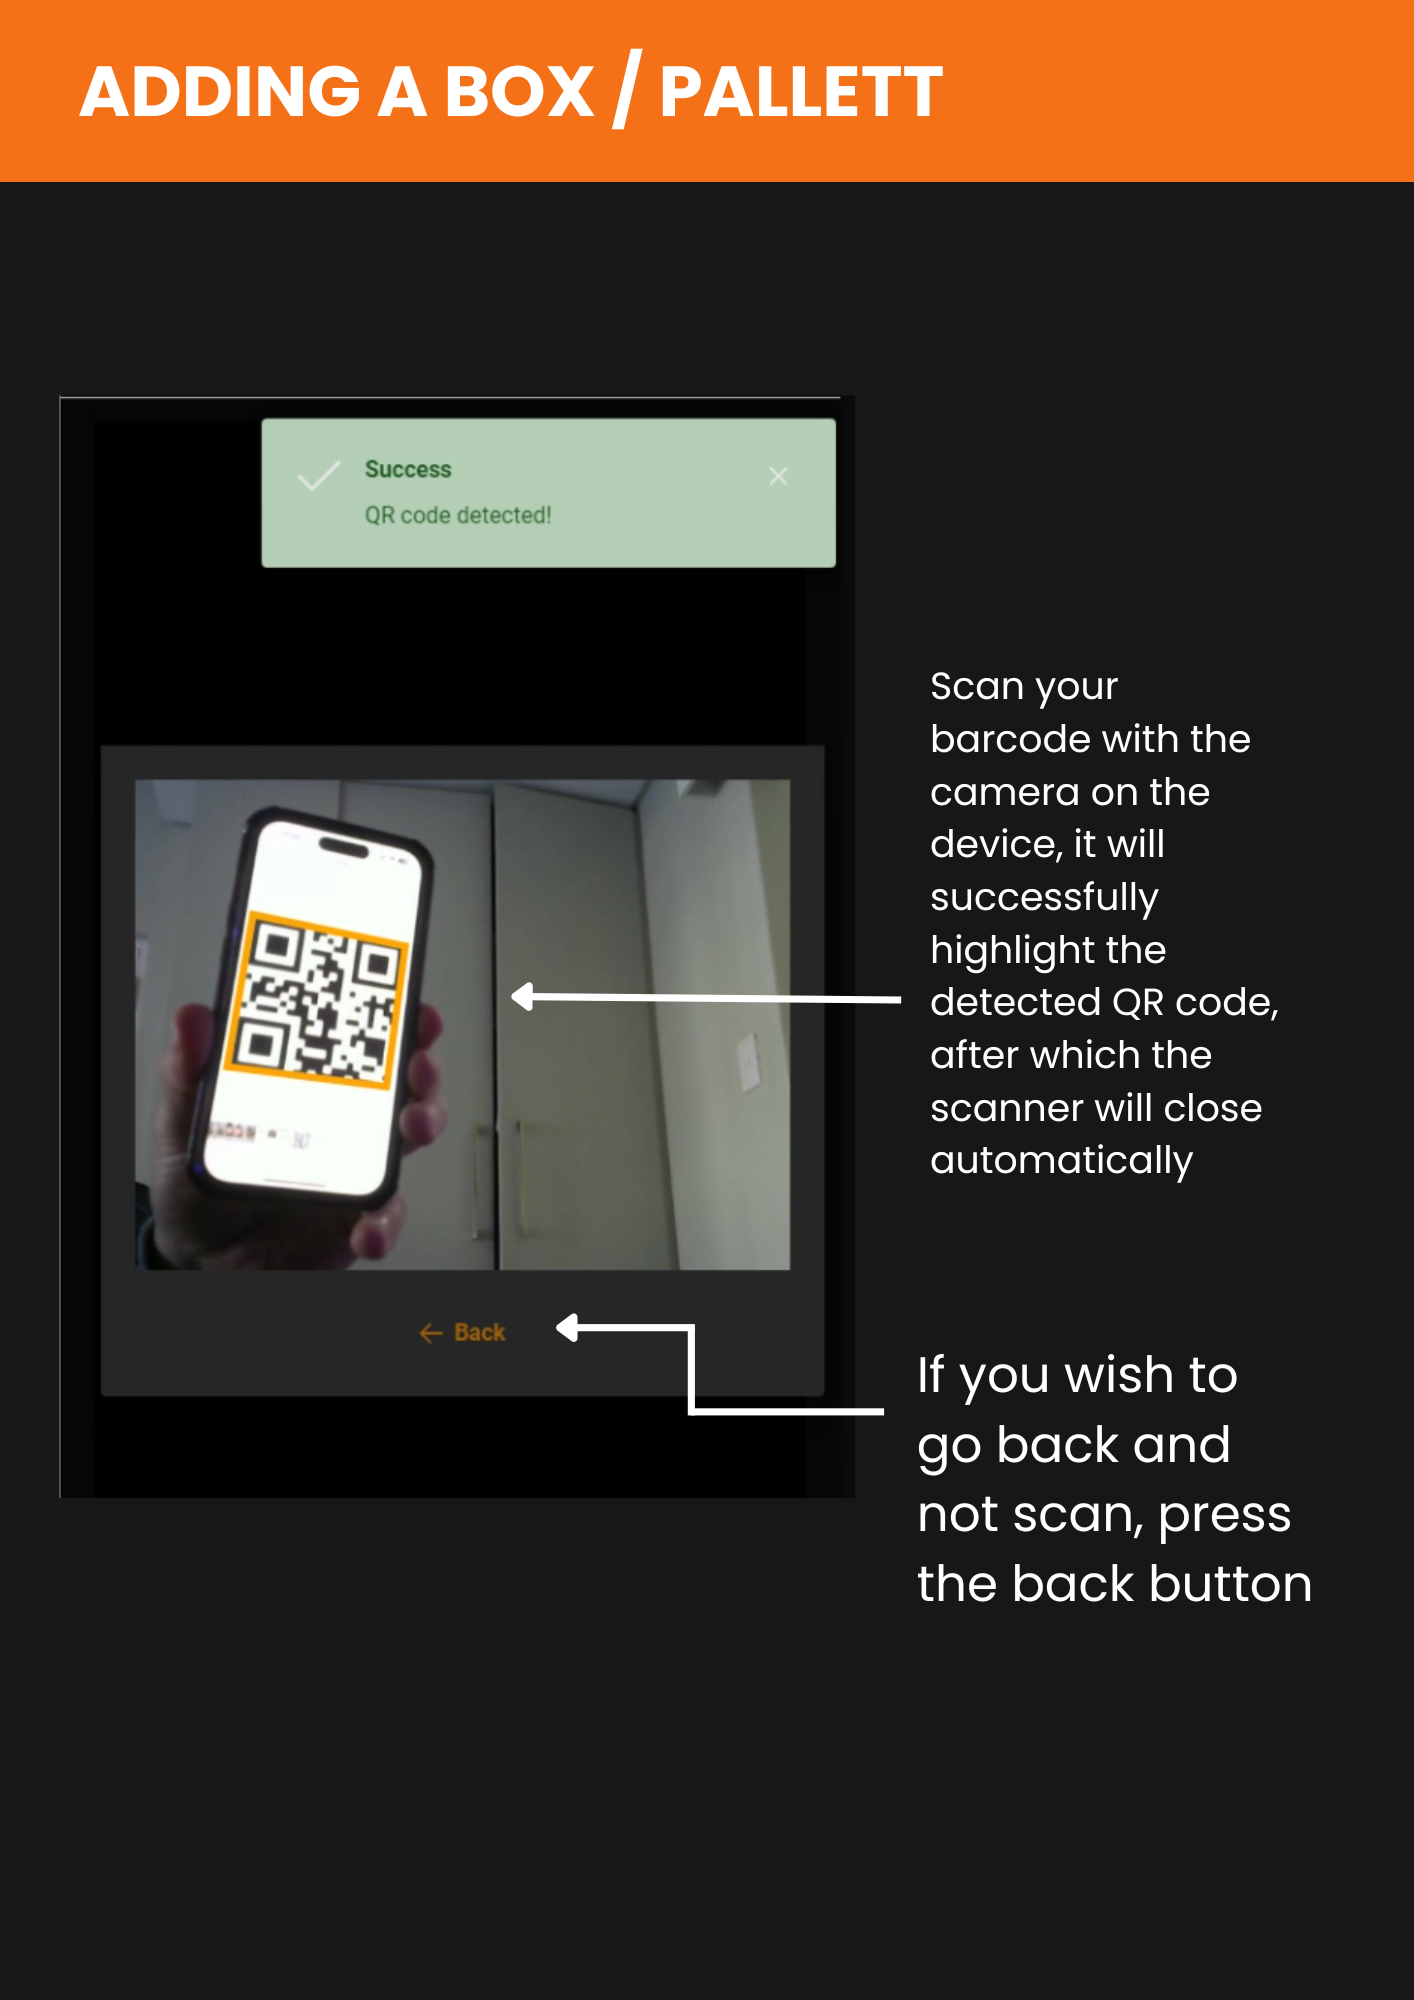 ADDING A BOX / PALLETT
Success
QR code detected!
Scan your
barcode with the
camera on the
device, it will
successfully
highlight the
detected QR code,
after which the
scanner will close
automatically
← Back
If you wish to
go back and
not scan, press
the back button